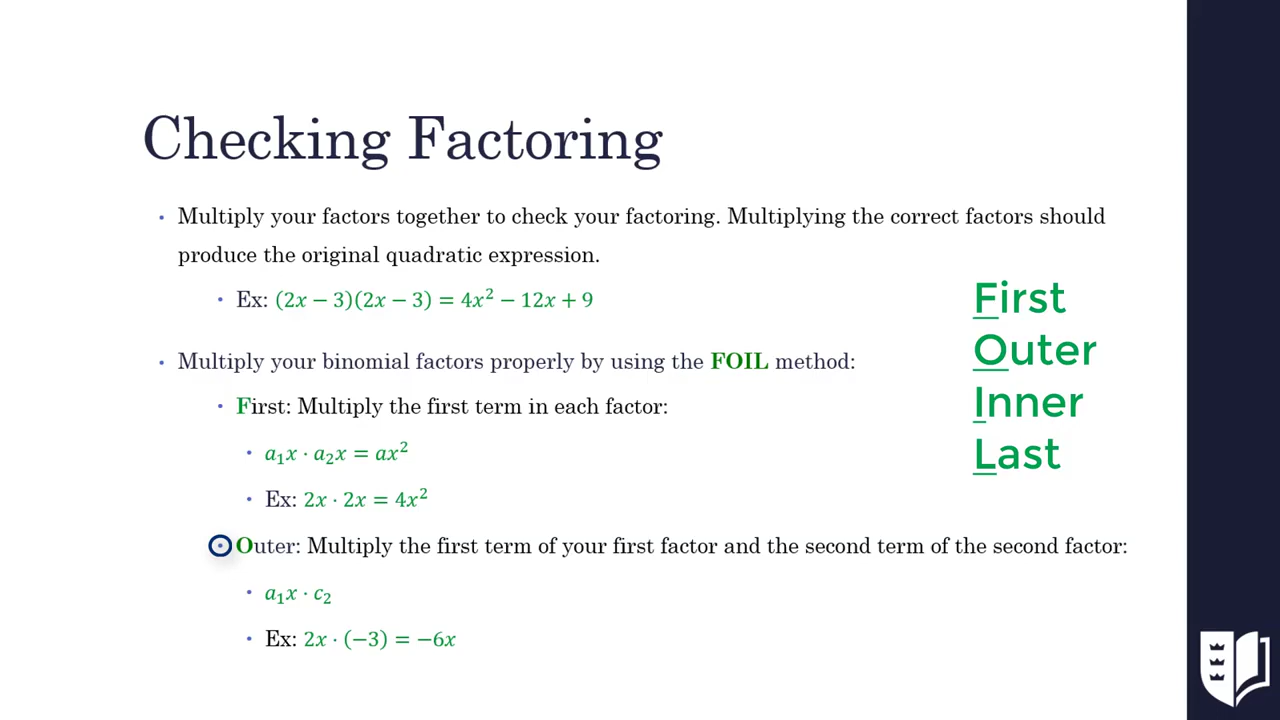 Checking Factoring
• Multiply your factors together to check your factoring. Multiplying the correct factors should
produce the original quadratic expression.
• Ex: (2x − 3)(2x − 3) = 4x² − 12x + 9
• Multiply your binomial factors properly by using the FOIL method:
• First: Multiply the first term in each factor:
• a₁x · a₂x = ax²
• Ex: 2x · 2x = 4x²
• Outer: Multiply the first term of your first factor and the second term of the second factor:
• a₁x · c₂
• Ex: 2x · (−3) = −6x
First
Outer
Inner
Last